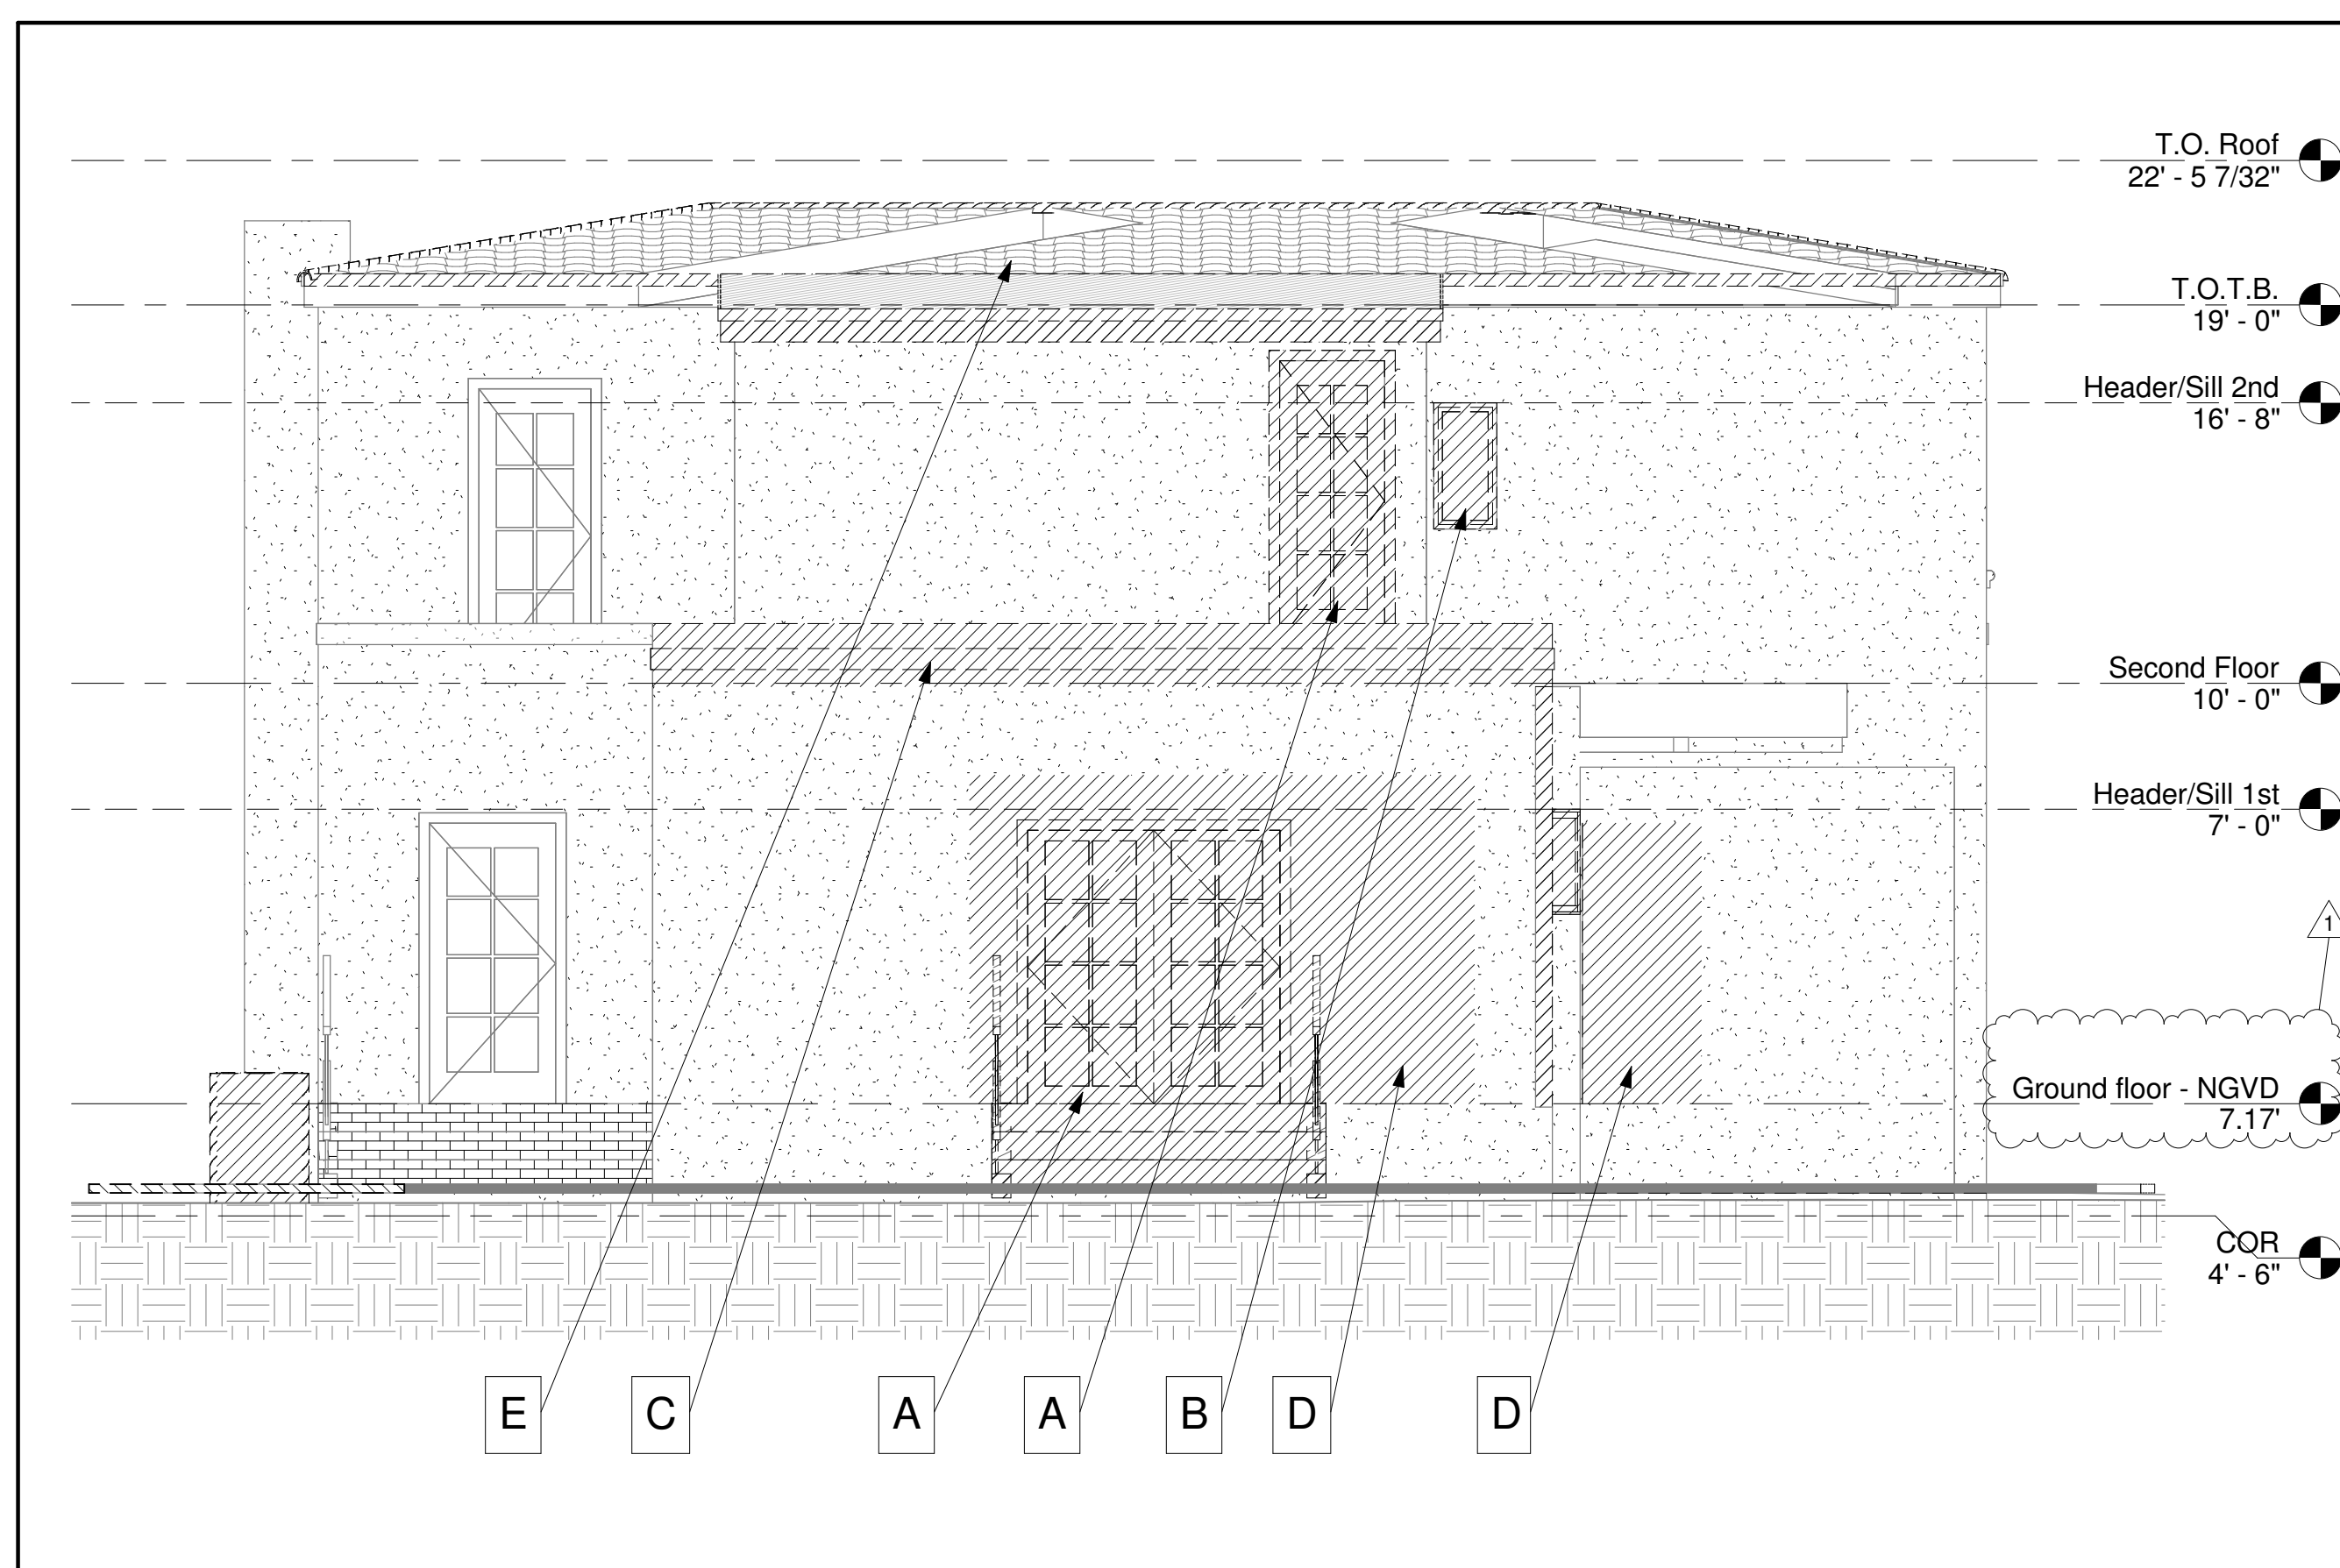 T.O. Roof
22' - 5 7/32"
T.O.T.B.
19' - 0"
Header/Sill 2nd
16' - 8"
Second Floor
10' - 0"
Header/Sill 1st
7' - 0"
1
Ground floor - NGVD
7.17'
COR
4' - 6"
E C A A B D D